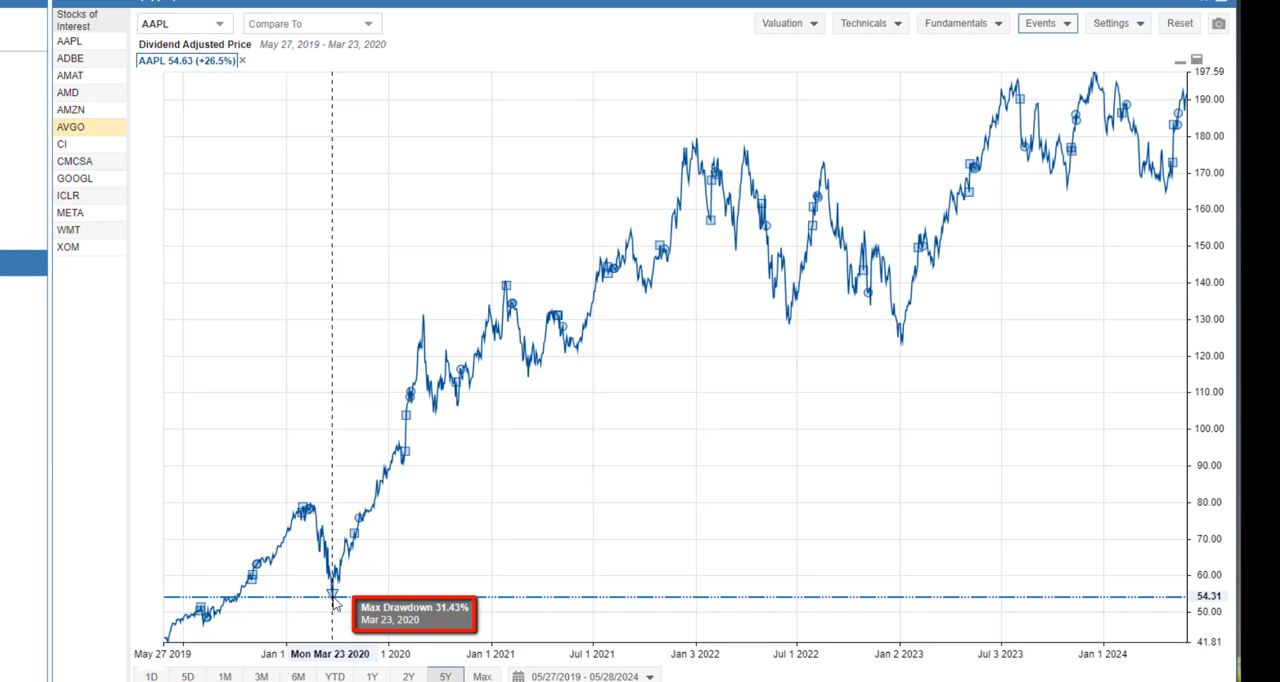 Stocks of
Interest
AAPL
ADBE
AMAT
AMD
AMZN
AVGO
CI
CMCSA
GOOGL
ICLR
META
WMT
XOM
AAPL
Compare To
Valuation
Technicals
Fundamentals
Events
Settings
Reset
Dividend Adjusted Price May 27, 2019 - Mar 23, 2020
AAPL 54.63 (+26.5%)
197.59
190.00
180.00
170.00
160.00
150.00
140.00
130.00
120.00
110.00
100.00
90.00
80.00
70.00
60.00
54.31
50.00
41.81
Max Drawdown 31.43%
Mar 23, 2020
May 27 2019
Jan 1
Mon Mar 23 2020
1 2020
Jan 1 2021
Jul 1 2021
Jan 3 2022
Jul 1 2022
Jan 2 2023
Jul 3 2023
Jan 1 2024
1D
5D
1M
3M
6M
YTD
1Y
2Y
5Y
Max
05/27/2019 - 05/28/2024